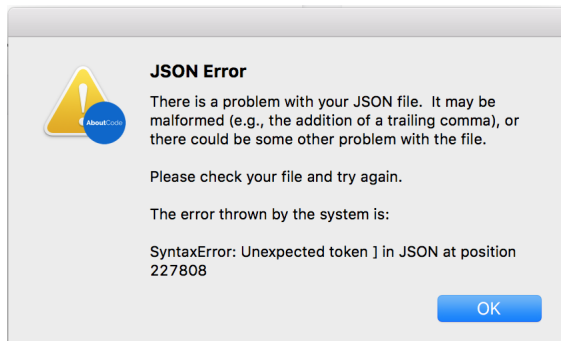 JSON Error
There is a problem with your JSON file.  It may be
malformed (e.g., the addition of a trailing comma), or
there could be some other problem with the file.
Please check your file and try again.
The error thrown by the system is:
SyntaxError: Unexpected token ] in JSON at position
227808
AboutCode
OK